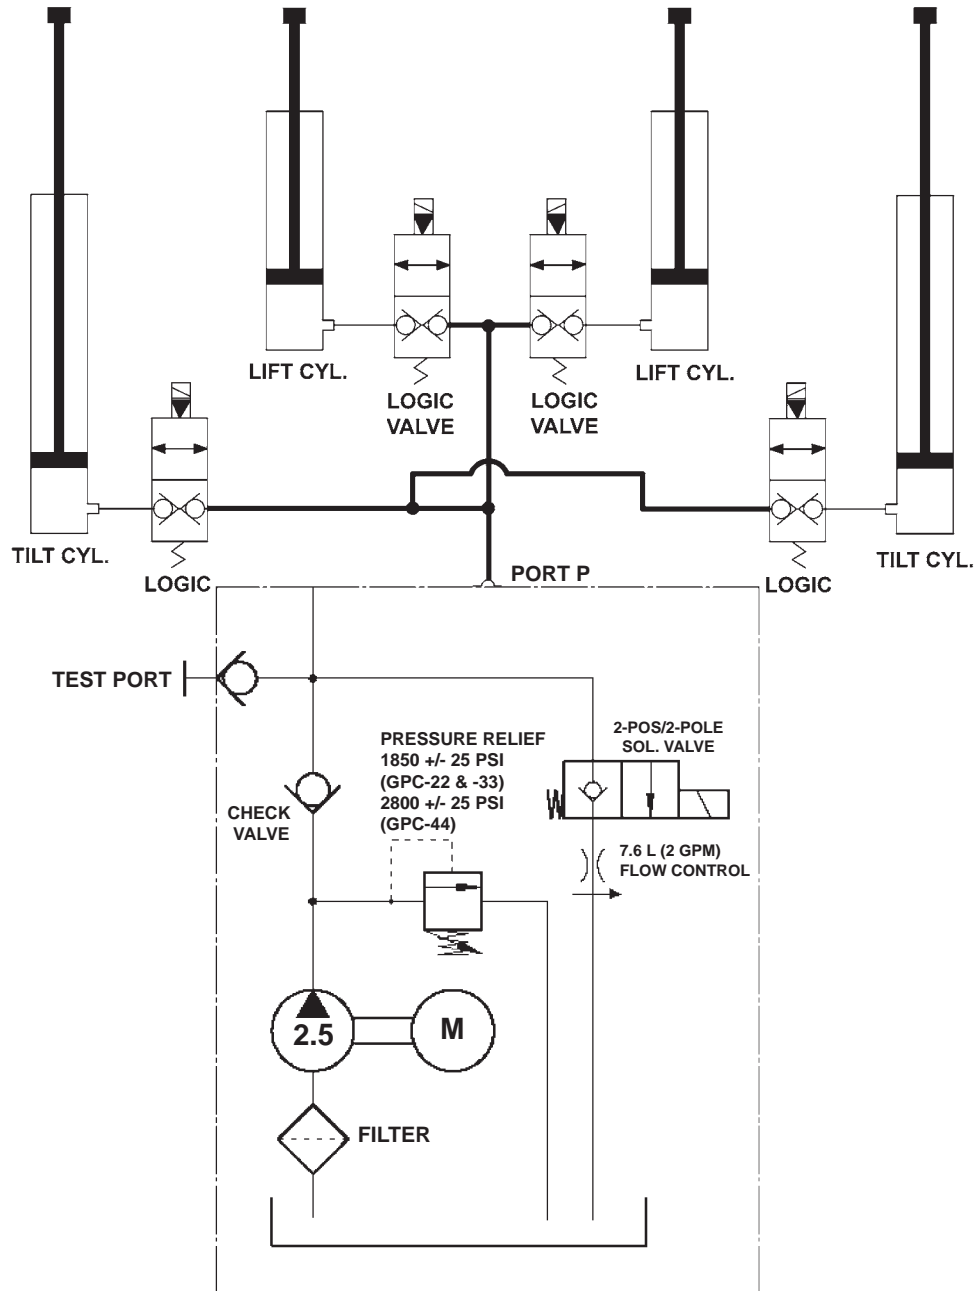 LIFT CYL.
LIFT CYL.
LOGIC
VALVE
LOGIC
VALVE
TILT CYL.
TILT CYL.
LOGIC
LOGIC
PORT P
TEST PORT
PRESSURE RELIEF
1850 +/- 25 PSI
(GPC-22 & -33)
2800 +/- 25 PSI
(GPC-44)
2-POS/2-POLE
SOL. VALVE
CHECK
VALVE
7.6 L (2 GPM)
FLOW CONTROL
2.5
M
FILTER